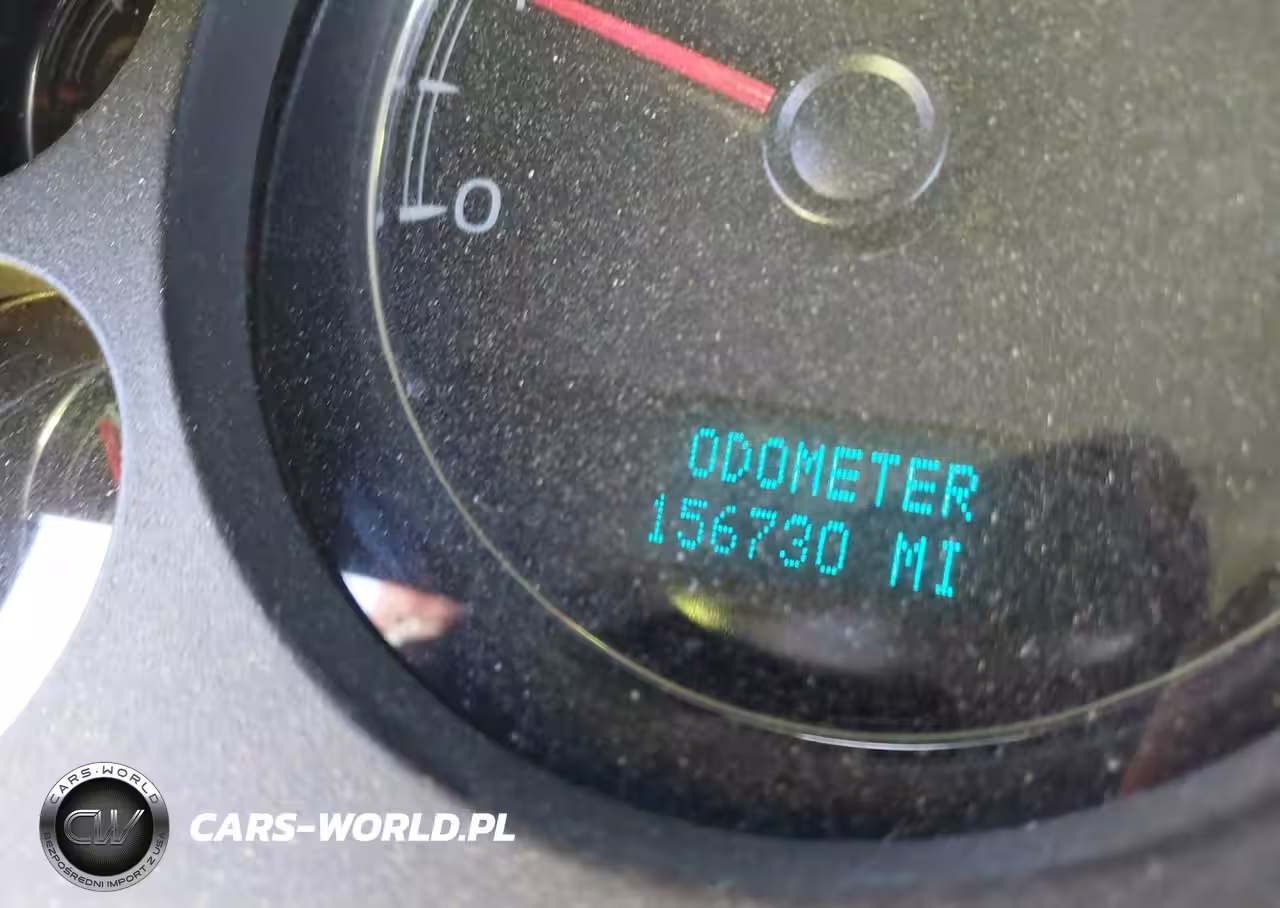 0
ODOMETER
156730 MI
CARS·WORLD
CW
BEZPOŚREDNI IMPORT Z USA
CARS-WORLD.PL